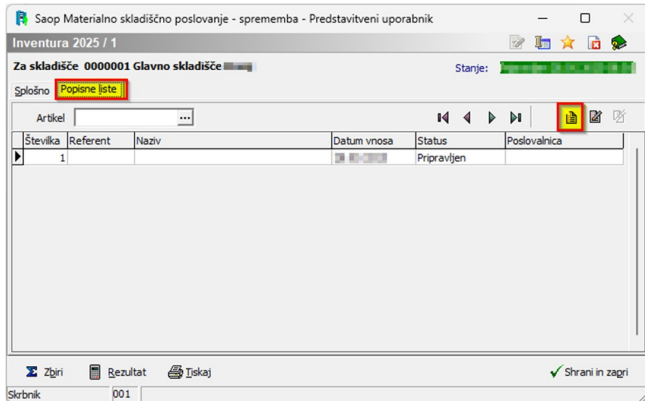 Saop Materialno skladiščno poslovanje - sprememba - Predstavitveni uporabnik
Inventura 2025 / 1
Za skladišče 0000001 Glavno skladišče
Stanje:
Splošno Popisne liste
Artikel ...
Številka Referent Naziv Datum vnosa Status Poslovalnica
1 Pripravljen
Zbiri Rezultat Tiskaj Shrani in zapri
Skrbnik 001